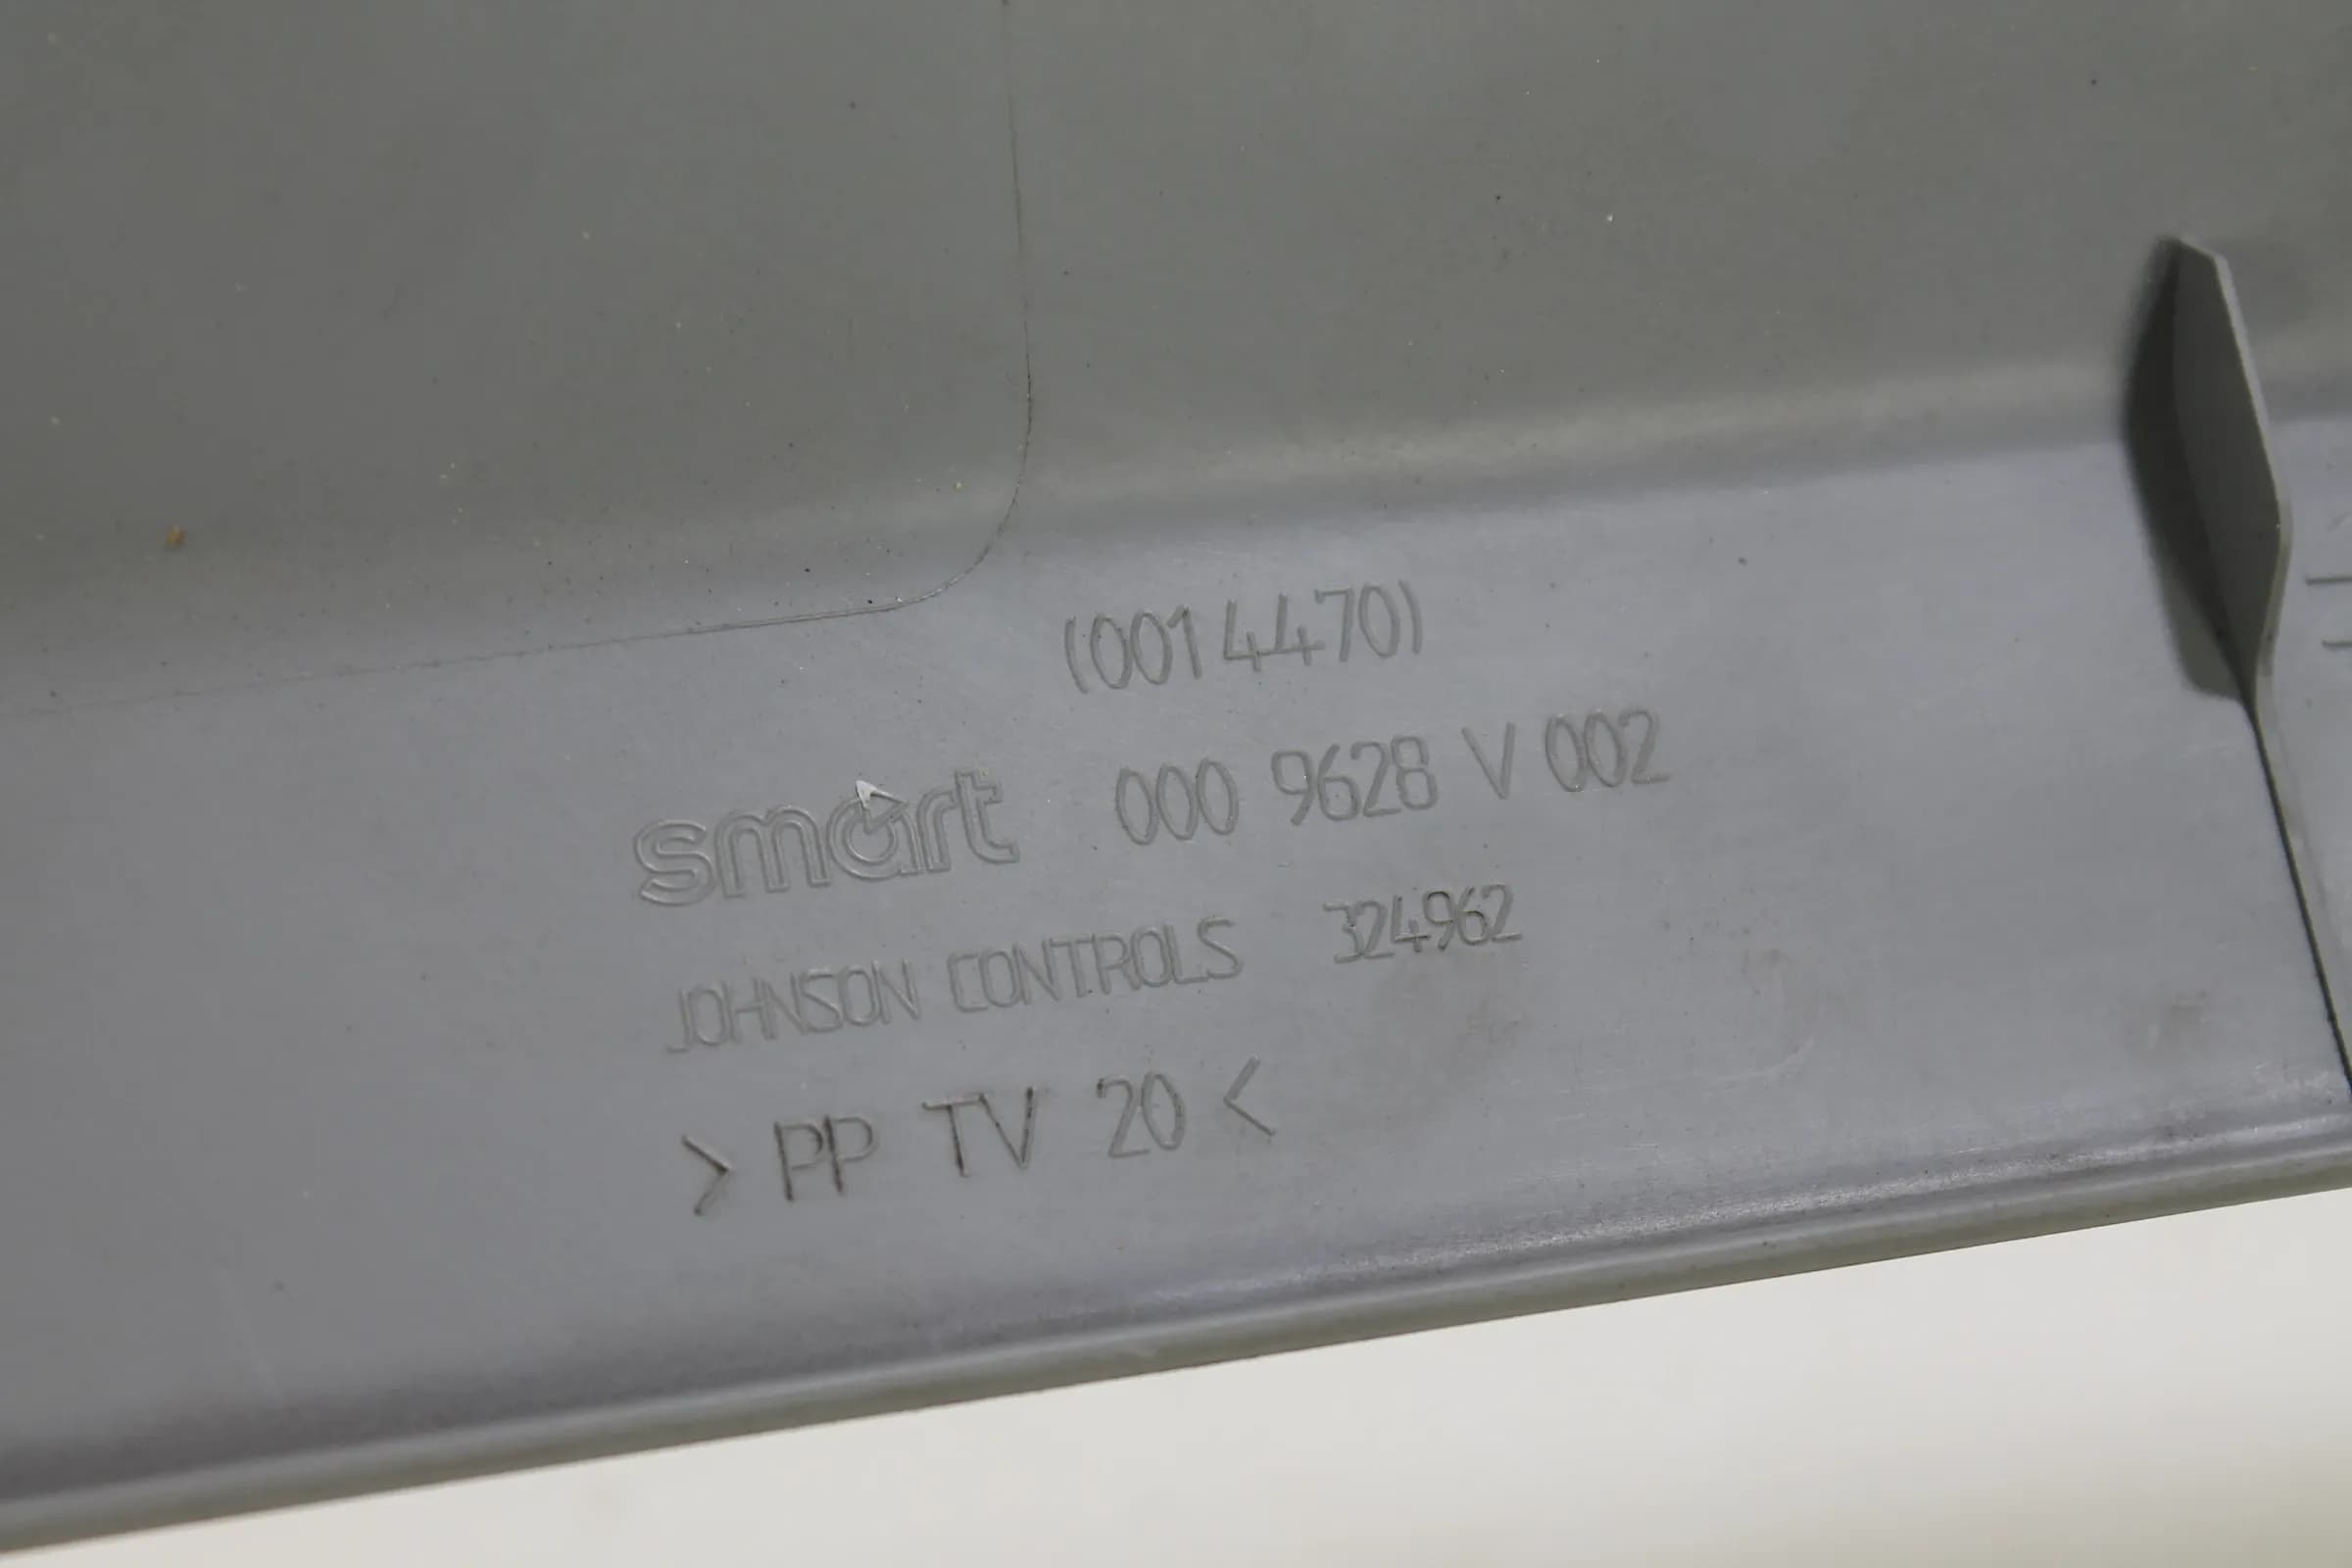 (0014470)
smart 000 9628 V 002
JOHNSON CONTROLS 324962
> PP TV 20 <